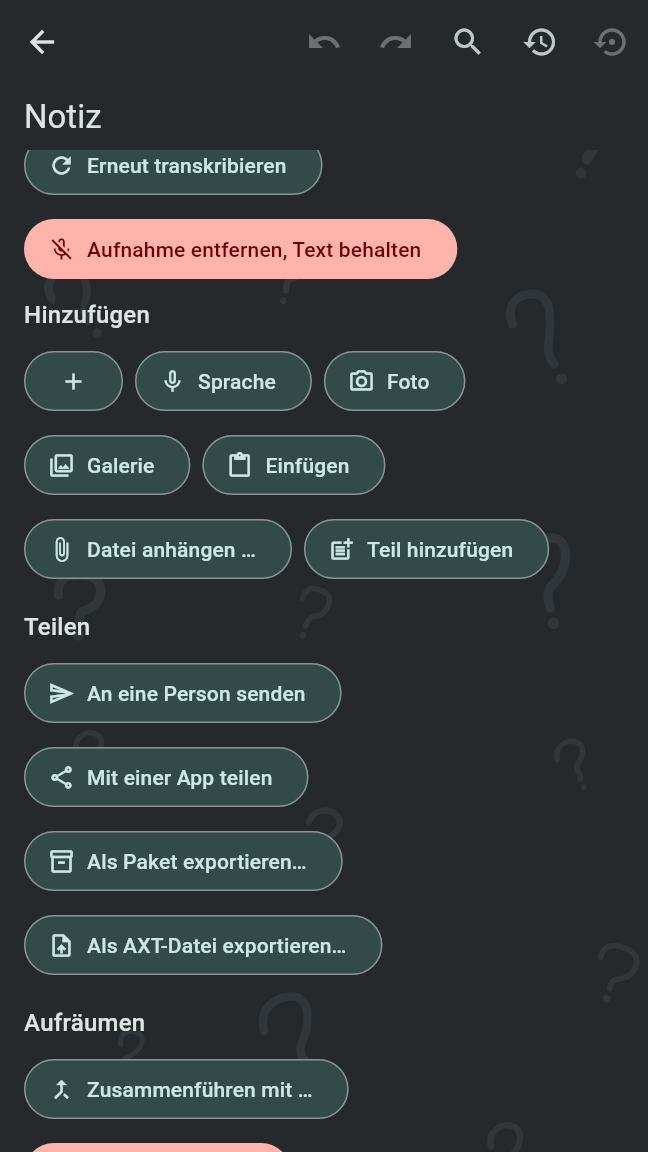 Notiz
Erneut transkribieren
Aufnahme entfernen, Text behalten
Hinzufügen
Sprache
Foto
Galerie
Einfügen
Datei anhängen …
Teil hinzufügen
Teilen
An eine Person senden
Mit einer App teilen
Als Paket exportieren…
Als AXT-Datei exportieren…
Aufräumen
Zusammenführen mit …